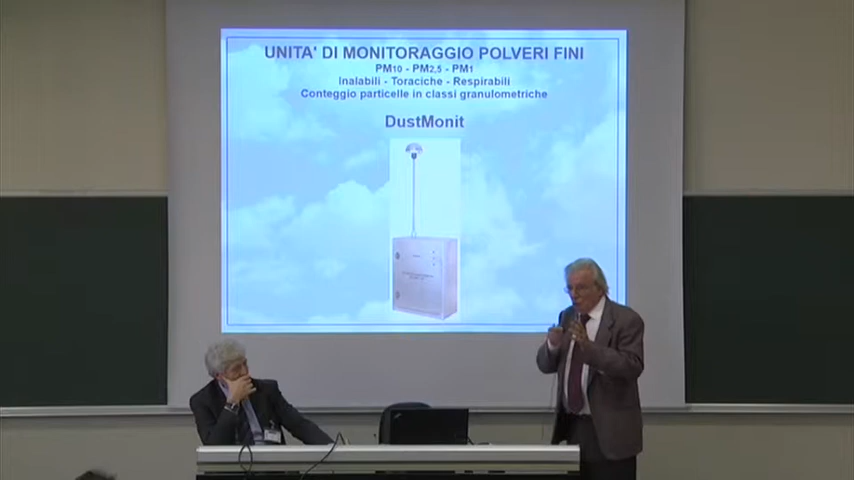 UNITA' DI MONITORAGGIO POLVERI FINI
PM10 - PM2,5 - PM1
Inalabili - Toraciche - Respirabili
Conteggio particelle in classi granulometriche
DustMonit